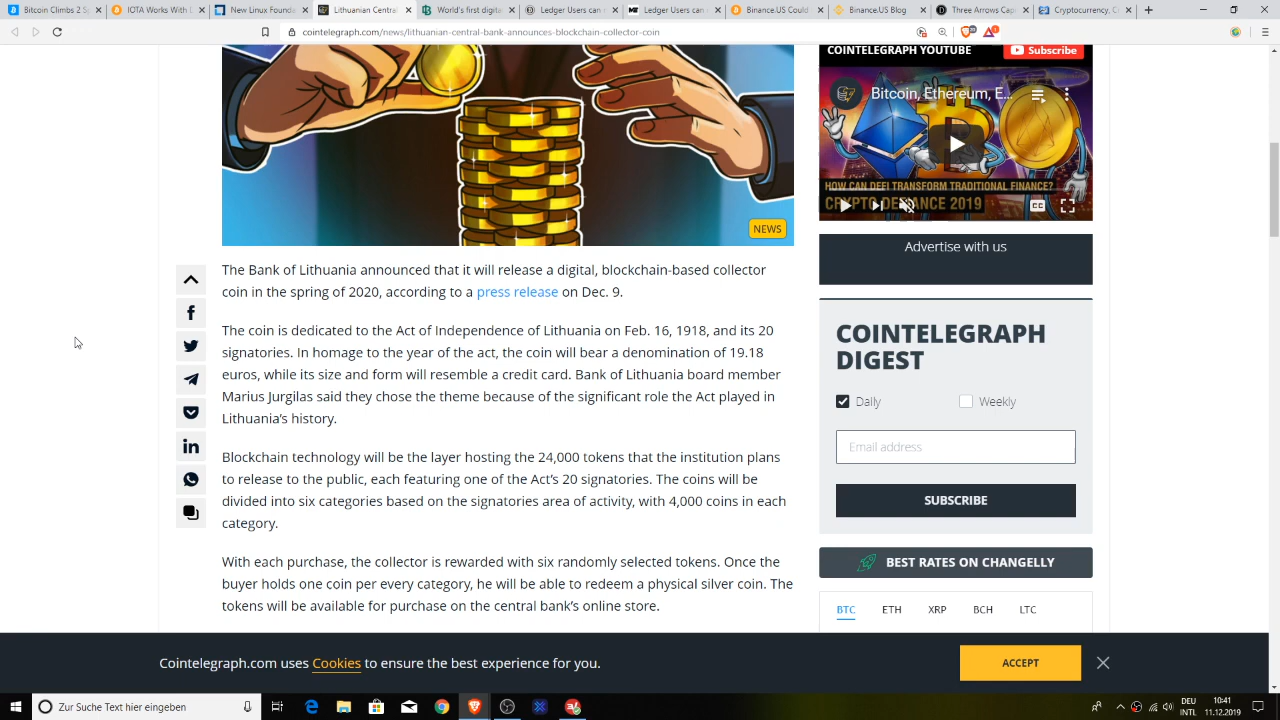 Bitcoin Climbs 2 S
IOTA Works With D
New Linux Founda
Lithuanian Central
World's first digita
Ledger Users can
Ledger Users can
Binance.US also
Binance.US Blog
Three Arrows Cap
Cryptocurrency, C
cointelegraph.com/news/lithuanian-central-bank-announces-blockchain-collector-coin
NEWS
The Bank of Lithuania announced that it will release a digital, blockchain-based collector
coin in the spring of 2020, according to a press release on Dec. 9.
The coin is dedicated to the Act of Independence of Lithuania on Feb. 16, 1918, and its 20
signatories. In homage to the year of the act, the coin will bear a denomination of 19.18
euros, while its size and form will resemble a credit card. Bank of Lithuania board member
Marius Jurgilas said they chose the theme because of the significant role the Act played in
Lithuania's history.
Blockchain technology will be the layer hosting the 24,000 tokens that the institution plans
to release to the public, each featuring one of the Act's 20 signatories. The coins will be
divided into six categories based on the signatories area of activity, with 4,000 coins in each
category.
With each purchase, the collector is rewarded with six randomly selected tokens. Once the
buyer holds one coin per every category, he will be able to redeem a physical silver coin. The
tokens will be available for purchase on the central bank's online store.
COINTELEGRAPH YOUTUBE
Subscribe
Bitcoin, Ethereum, E...
HOW CAN DEFI TRANSFORM TRADITIONAL FINANCE?
2019
CC
Advertise with us
COINTELEGRAPH
DIGEST
Daily
Weekly
Email address
SUBSCRIBE
BEST RATES ON CHANGELLY
BTC ETH XRP BCH LTC
Cointelegraph.com uses Cookies to ensure the best experience for you.
ACCEPT
Zur Suche Text hier eingeben
DEU
INTL
10:41
11.12.2019